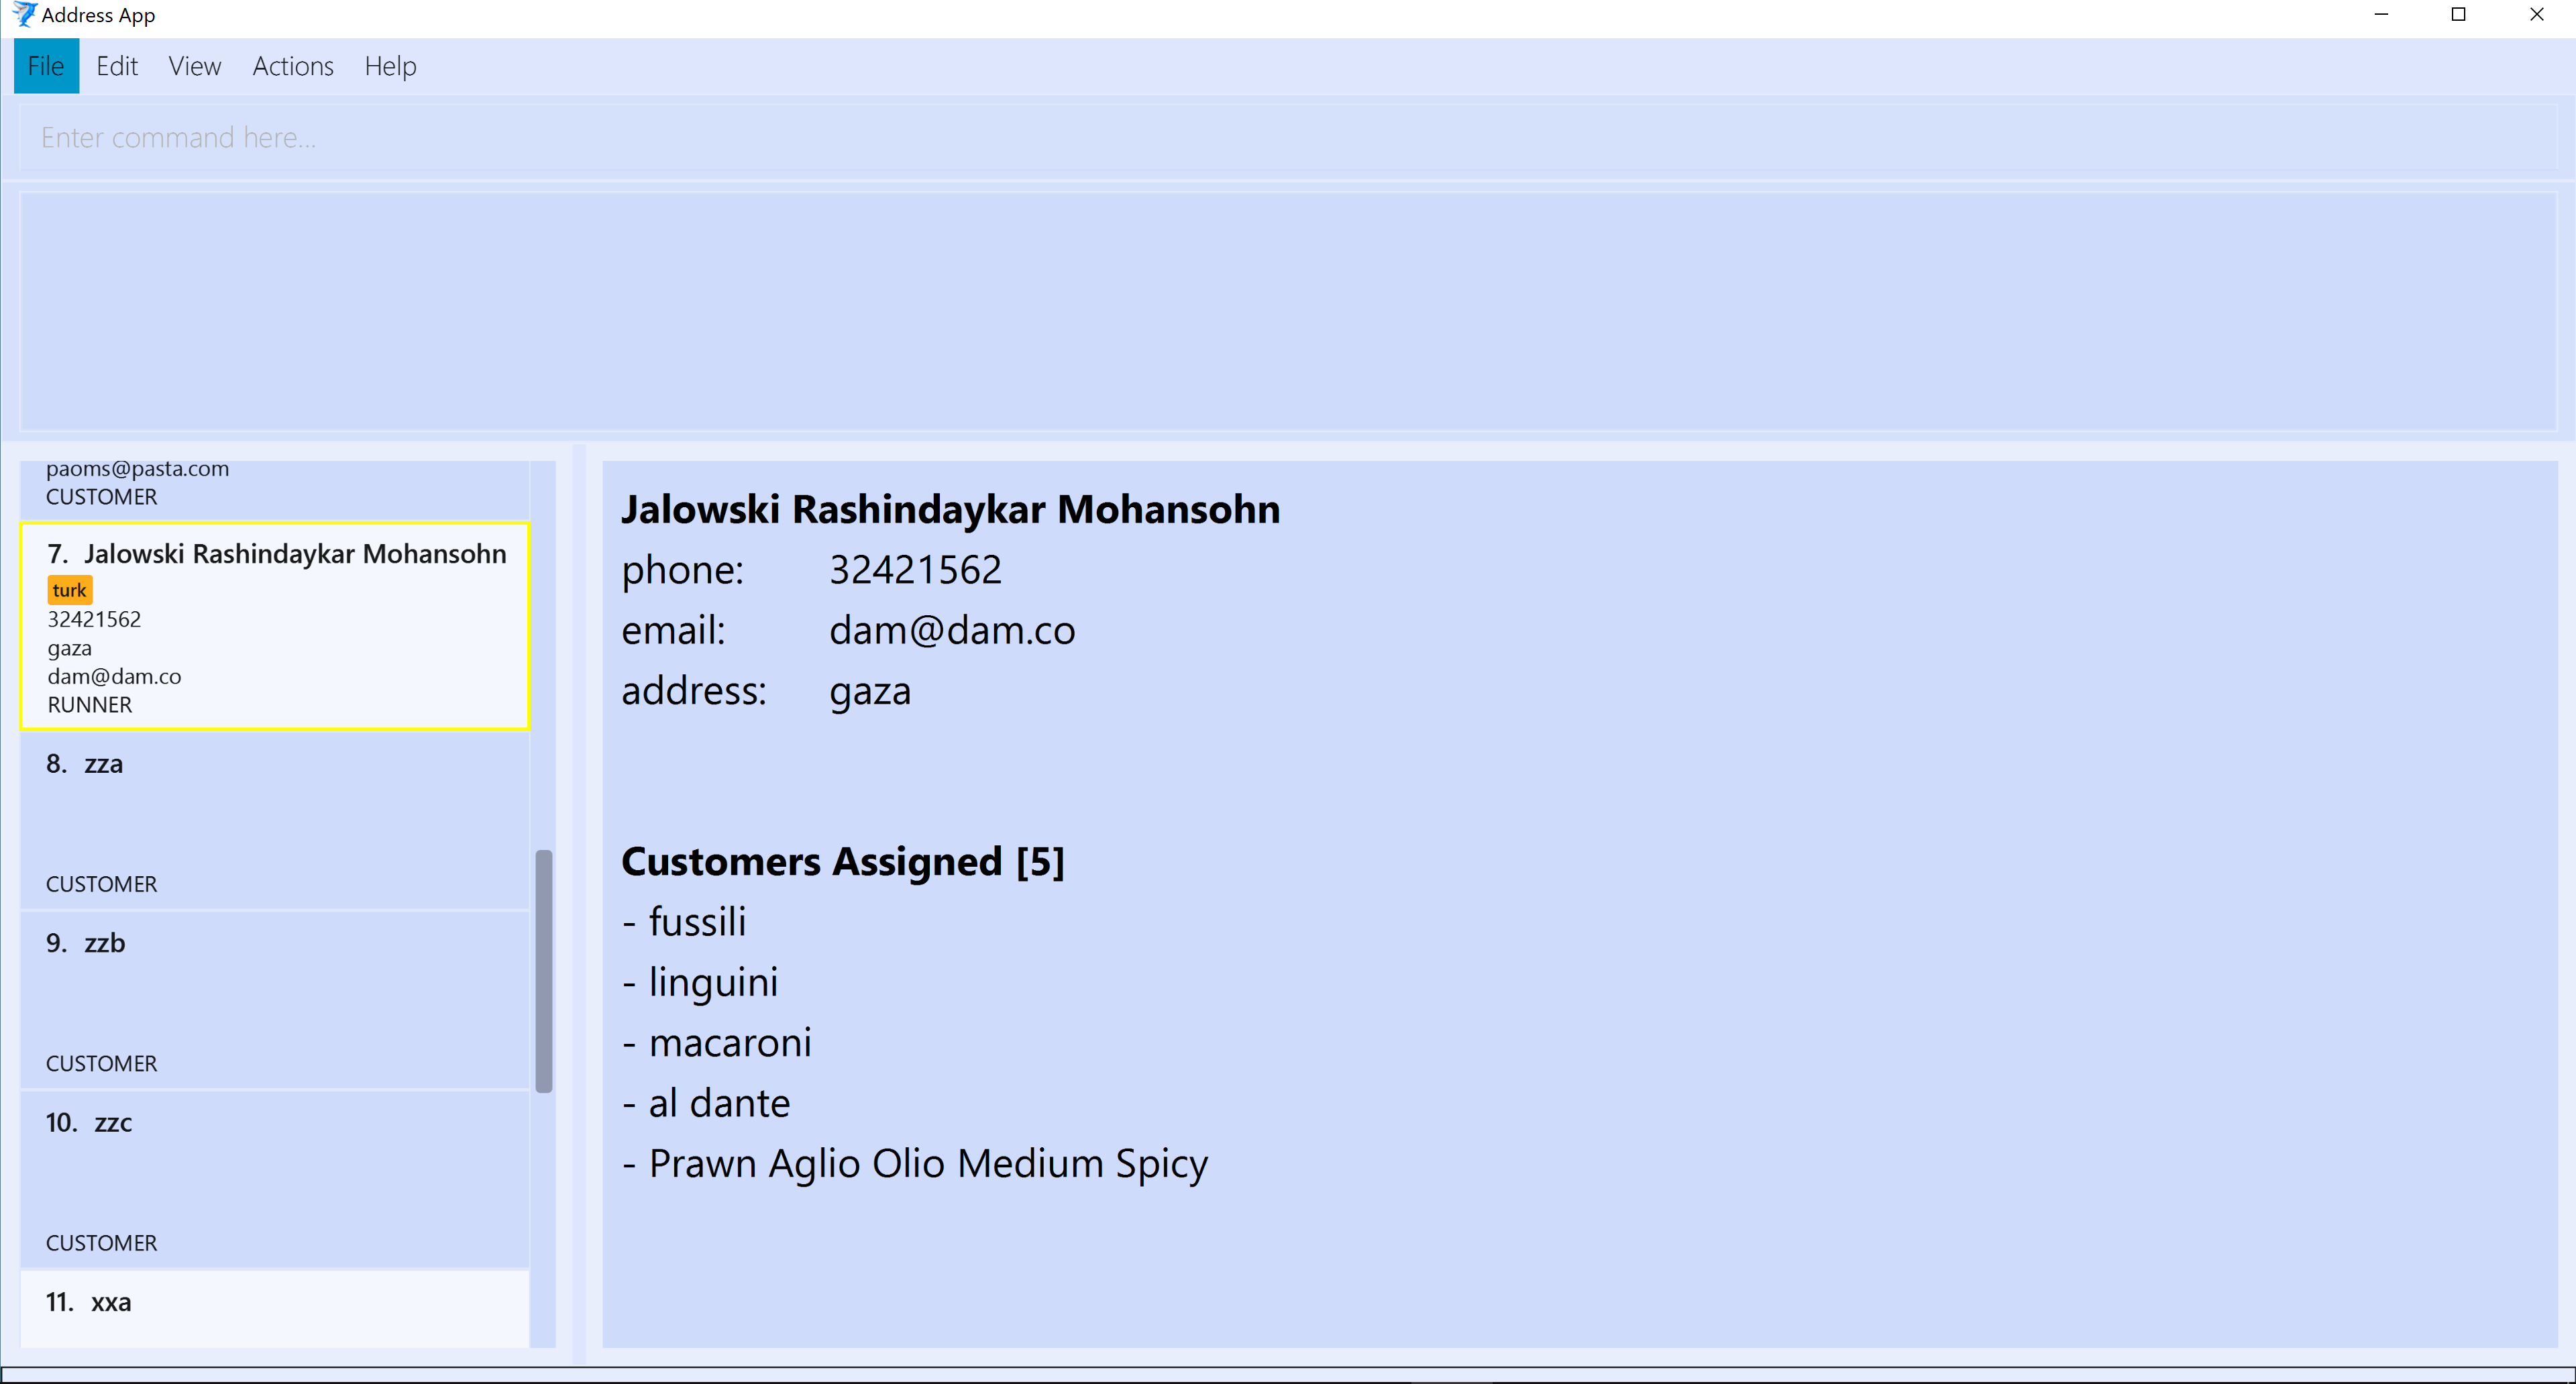 Address App
File Edit View Actions Help
Enter command here...
paoms@pasta.com
CUSTOMER
7. Jalowski Rashindaykar Mohansohn
turk
32421562
gaza
dam@dam.co
RUNNER
8. zza
CUSTOMER
9. zzb
CUSTOMER
10. zzc
CUSTOMER
11. xxa
Jalowski Rashindaykar Mohansohn
phone: 32421562
email: dam@dam.co
address: gaza
Customers Assigned [5]
- fussili
- linguini
- macaroni
- al dante
- Prawn Aglio Olio Medium Spicy